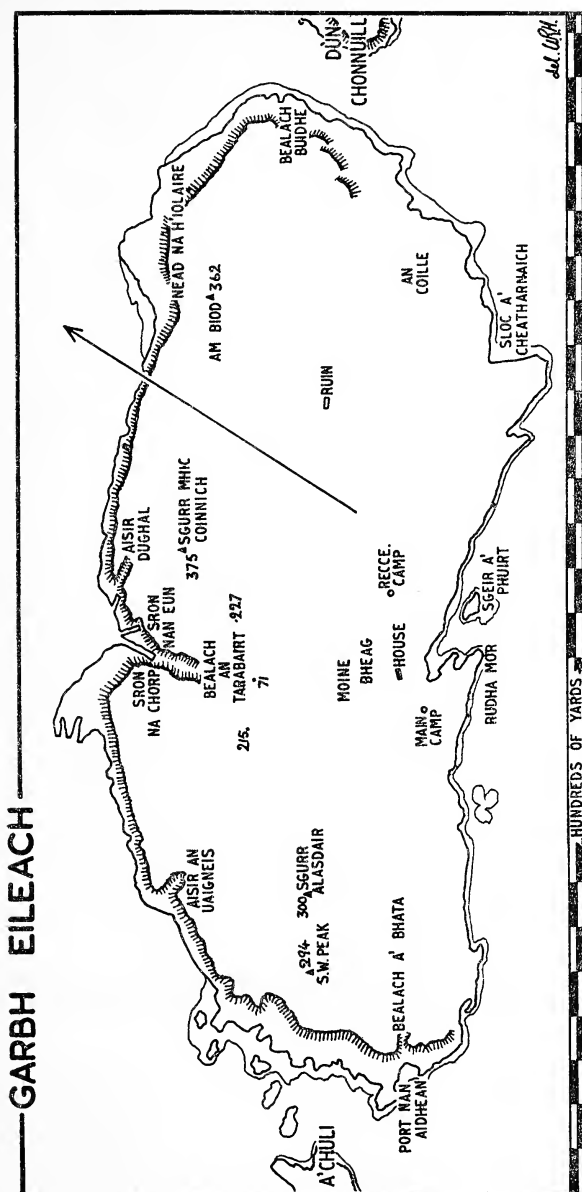 GARBH EILEACH
DÙN
CHONNUILL
del. WRH.
BEALACH
BUIDHE
NEAD NA H'IOLAIRE
AM BIOD 362
AN
COILLE
SLOC A'
CHEATHARNAICH
RUIN
AISIR
DUGHAL
375 SGURR MHIC
COINNICH
SRON
NAN EUN
SRON
NA CHORP
BEALACH
AN
TARABAIRT
227
71
215
RECCE.
CAMP
SGEIR A'
PHUIRT
MOINE
BHEAG
HOUSE
MAIN
CAMP
RUDHA MOR
AISIR AN
UAIGNEIS
300 SGURR
ALASDAIR
294
S.W. PEAK
BEALACH A' BHATA
PORT NAN
AIDHEAN
A'CHULI
HUNDREDS OF YARDS